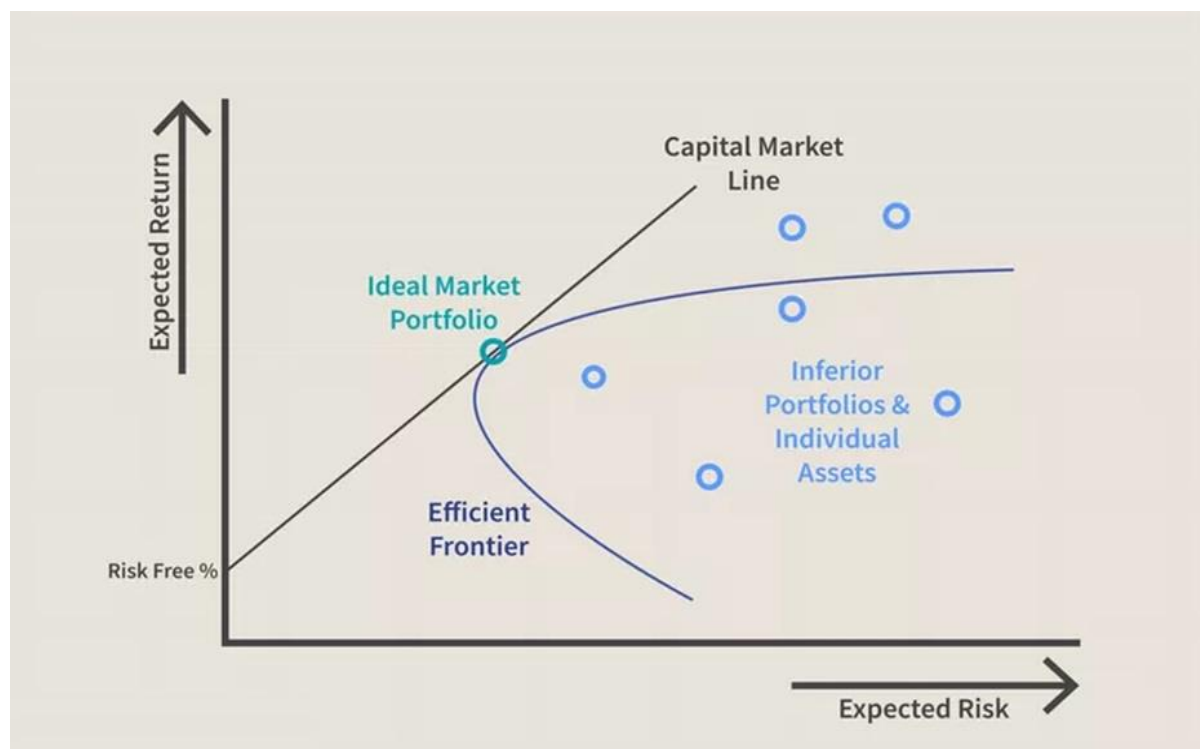 Expected Return
Capital Market
Line
Ideal Market
Portfolio
Inferior
Portfolios &
Individual
Assets
Efficient
Frontier
Risk Free %
Expected Risk